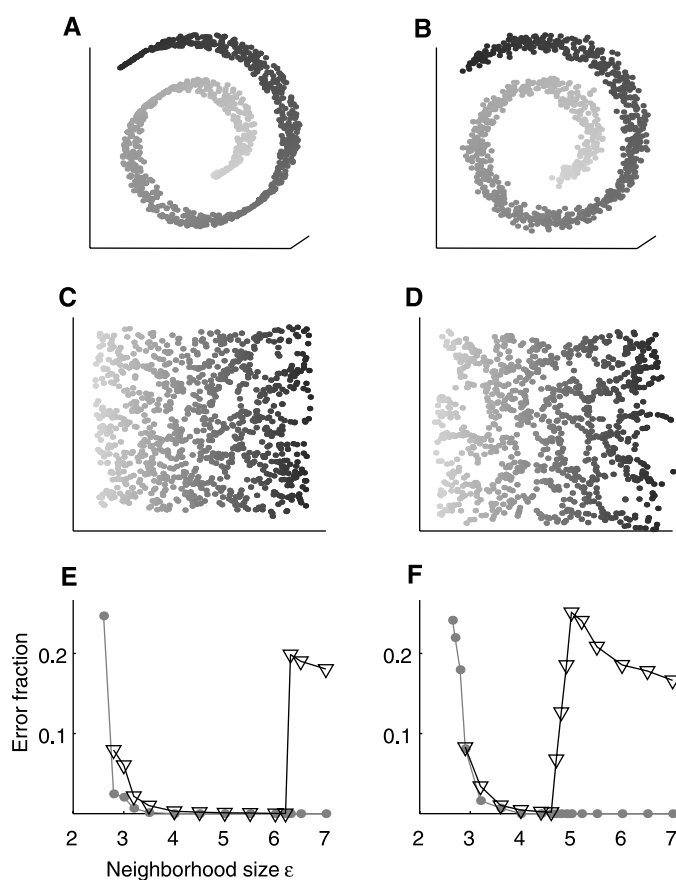 A
B
C
D
E
F
Error fraction
0.2
0.1
2 3 4 5 6 7
0.2
0.1
2 3 4 5 6 7
Neighborhood size ε